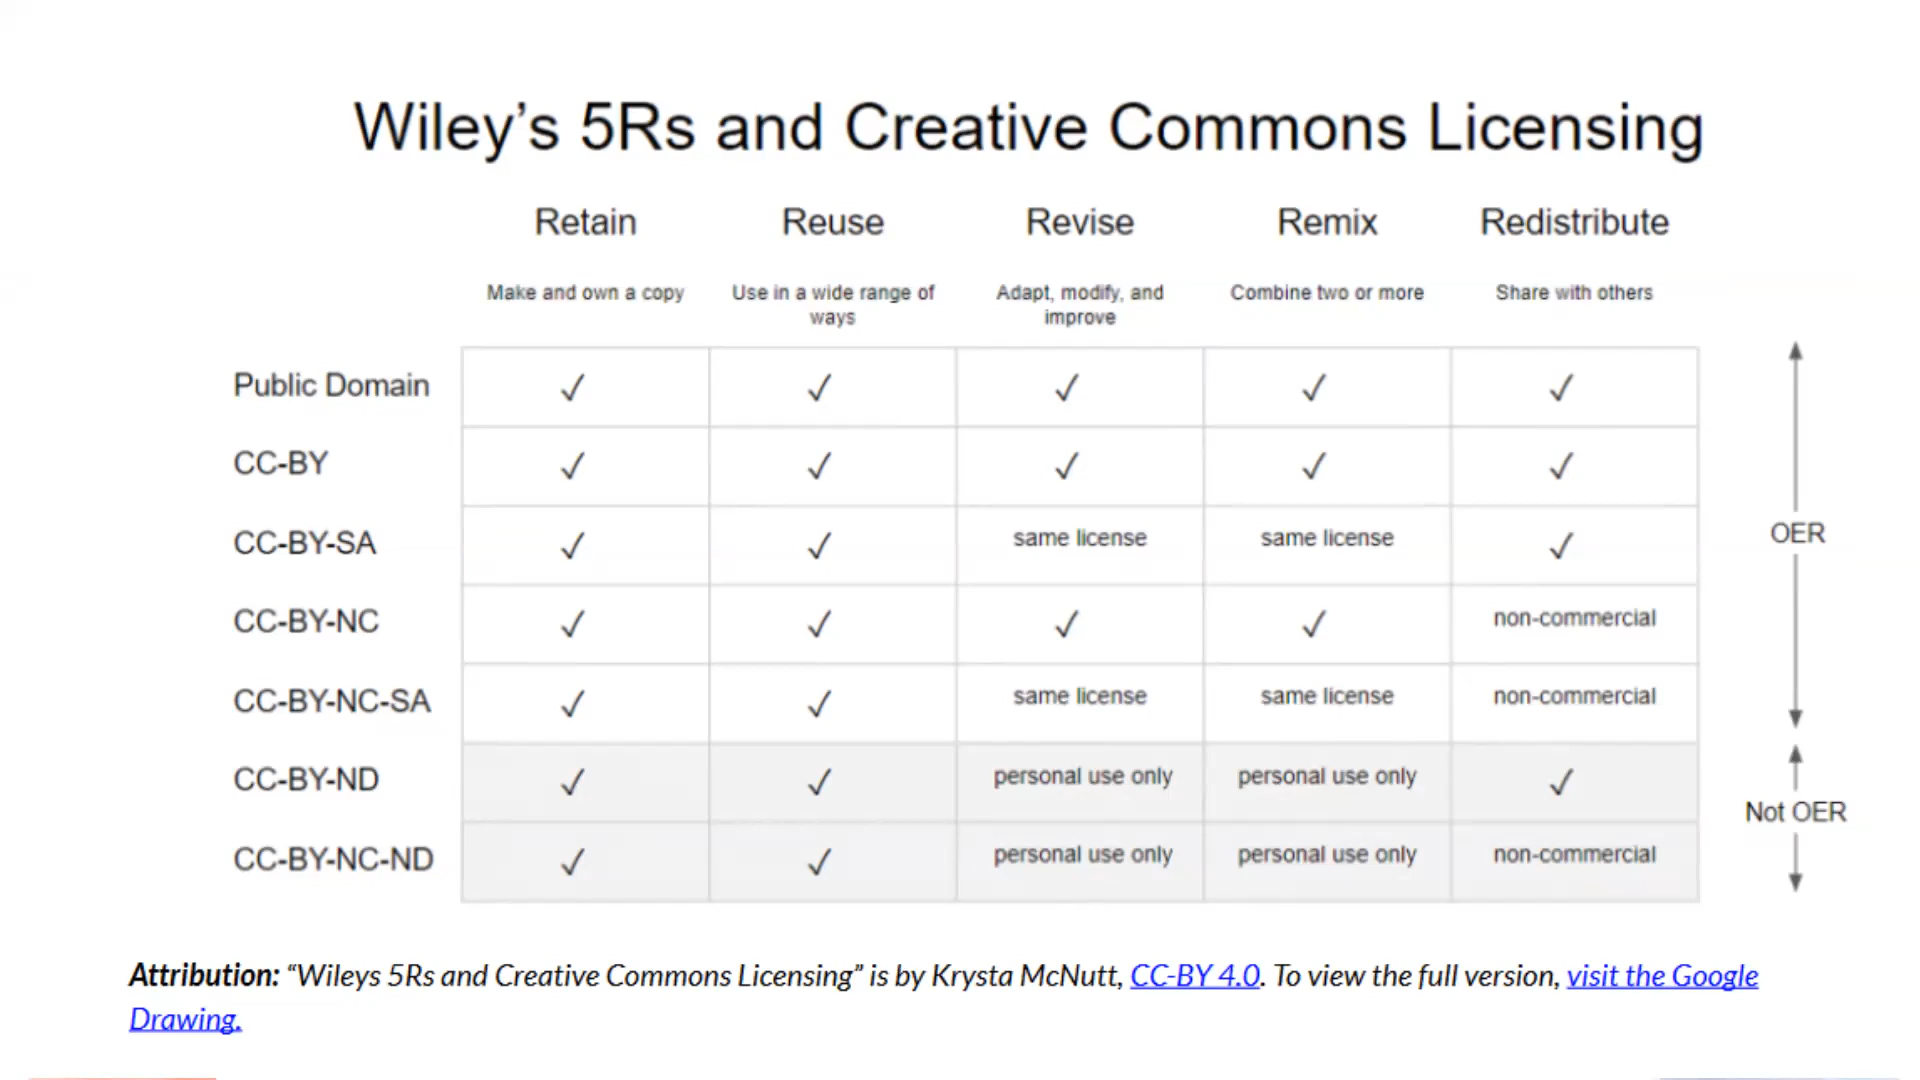 Wiley’s 5Rs and Creative Commons Licensing
Retain Reuse Revise Remix Redistribute
Make and own a copy Use in a wide range of ways Adapt, modify, and improve Combine two or more Share with others
Public Domain ✓ ✓ ✓ ✓ ✓
CC-BY ✓ ✓ ✓ ✓ ✓
CC-BY-SA ✓ ✓ same license same license ✓
OER
CC-BY-NC ✓ ✓ ✓ ✓ non-commercial
CC-BY-NC-SA ✓ ✓ same license same license non-commercial
CC-BY-ND ✓ ✓ personal use only personal use only ✓
Not OER
CC-BY-NC-ND ✓ ✓ personal use only personal use only non-commercial
Attribution: “Wileys 5Rs and Creative Commons Licensing” is by Krysta McNutt, CC-BY 4.0. To view the full version, visit the Google
Drawing.